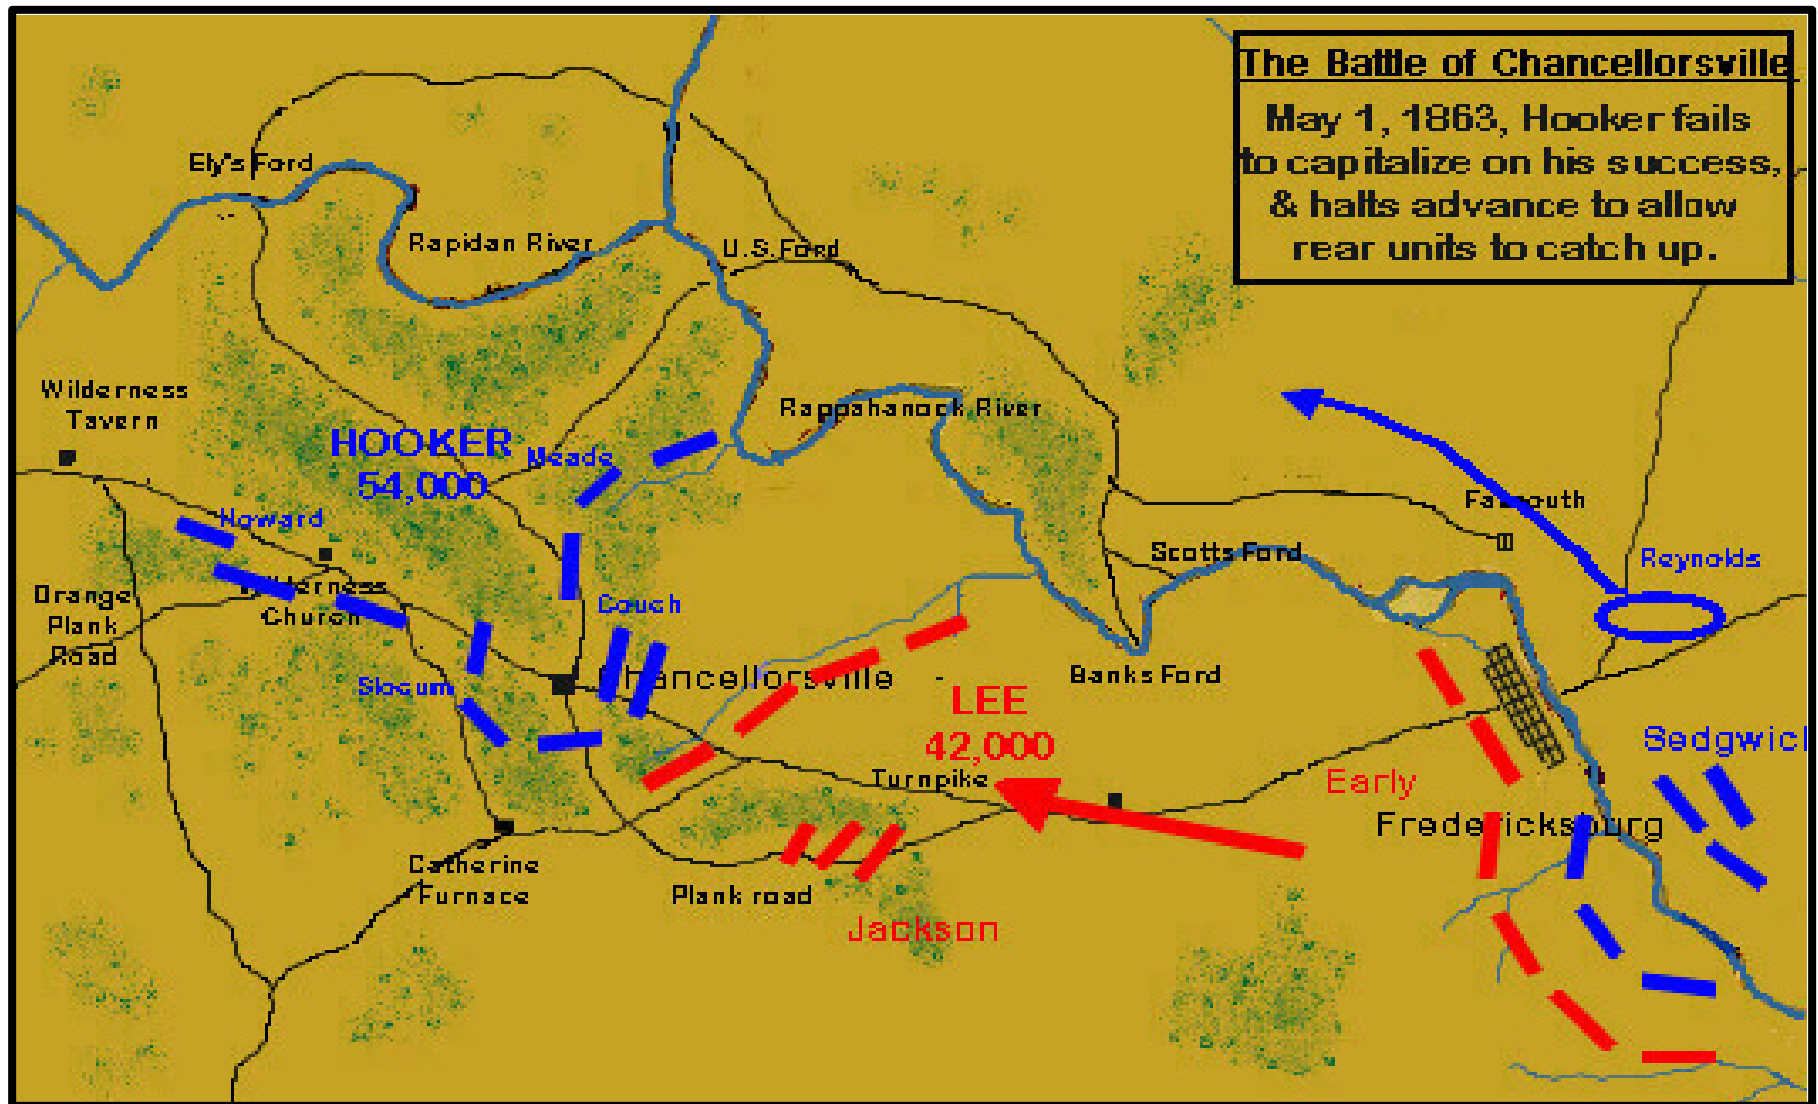 The Battle of Chancellorsville
May 1, 1863, Hooker fails
to capitalize on his success,
& halts advance to allow
rear units to catch up.
Ely's Ford
Rapidan River
U.S. Ford
Wilderness
Tavern
Rappahanock River
HOOKER
54,000
Meade
Falmouth
Howard
Scotts Ford
Reynolds
Wilderness
Church
Orange
Plank
Road
Couch
Slocum
Chancellorsville
Banks Ford
LEE
42,000
Sedgwick
Turnpike
Early
Fredericksburg
Catherine
Furnace
Plank road
Jackson